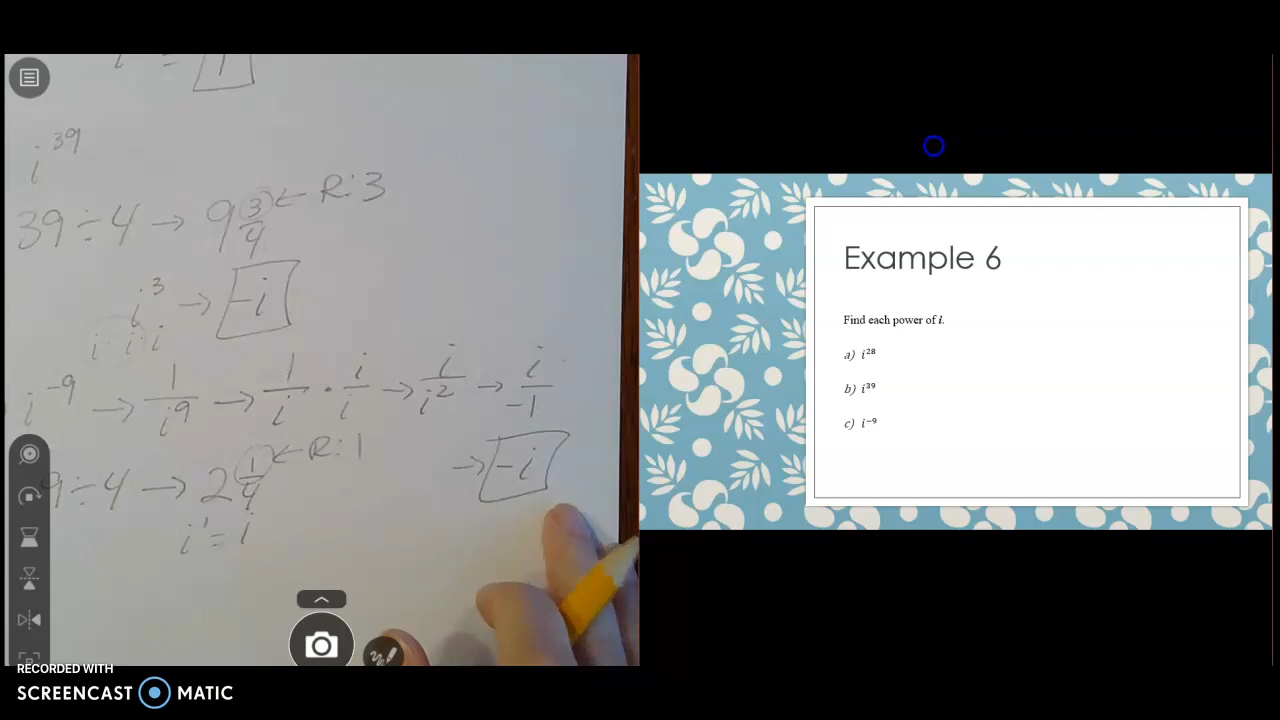 i = 1
i^39
39 ÷ 4 → 9 3/4 ← R: 3
i^3 → -i
i i i
i^-9 → 1/i^9 → 1/i · i/i → i/i^2 → i/-1
9 ÷ 4 → 2 1/4 ← R: 1
→ -i
i^1 = i
Example 6
Find each power of i.
a) i^28
b) i^39
c) i^-9
RECORDED WITH
SCREENCAST MATIC